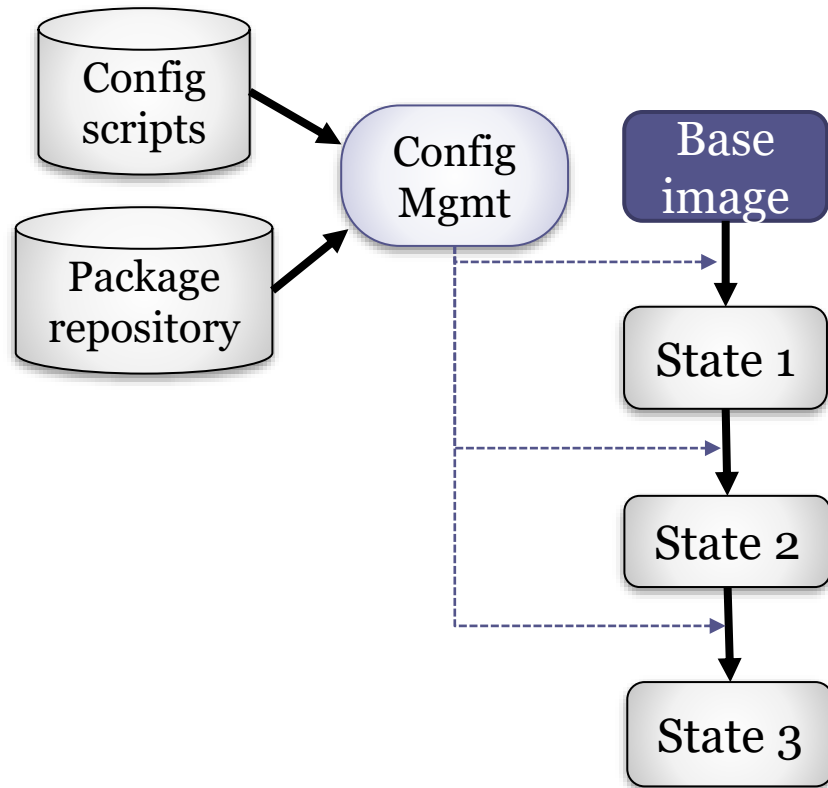 Config
scripts
Package
repository
Config
Mgmt
Base
image
State 1
State 2
State 3